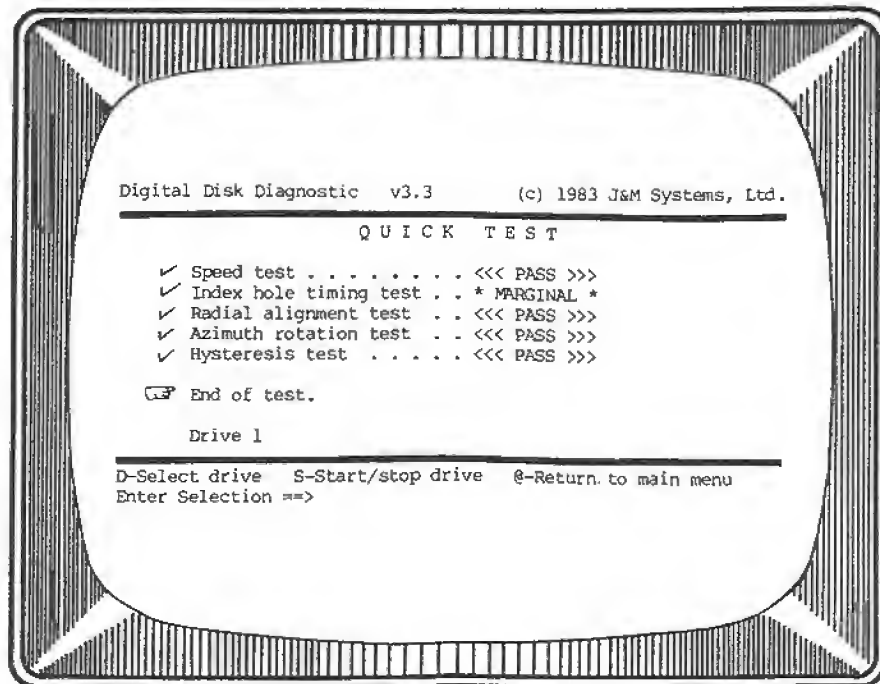 Digital Disk Diagnostic v3.3 (c) 1983 J&M Systems, Ltd.
QUICK TEST
✓ Speed test . . . . . . . . <<< PASS >>>
✓ Index hole timing test . . * MARGINAL *
✓ Radial alignment test . . <<< PASS >>>
✓ Azimuth rotation test . . <<< PASS >>>
✓ Hysteresis test . . . . . <<< PASS >>>
☞ End of test.
Drive 1
D-Select drive S-Start/stop drive @-Return to main menu
Enter Selection ==>